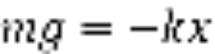 mg = −kx